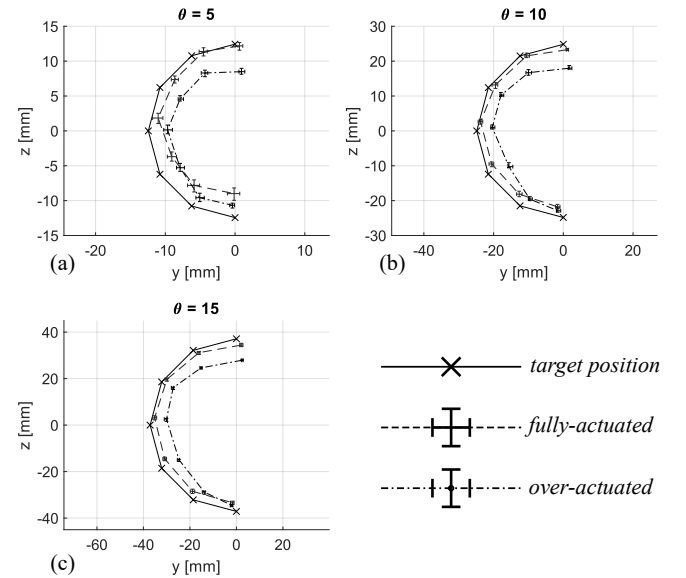 θ = 5
15
10
5
0
-5
-10
-15
z [mm]
-20
-10
0
10
y [mm]
(a)
θ = 10
30
20
10
0
-10
-20
-30
z [mm]
-40
-20
0
20
y [mm]
(b)
θ = 15
40
20
0
-20
-40
z [mm]
-60
-40
-20
0
20
y [mm]
(c)
target position
fully-actuated
over-actuated